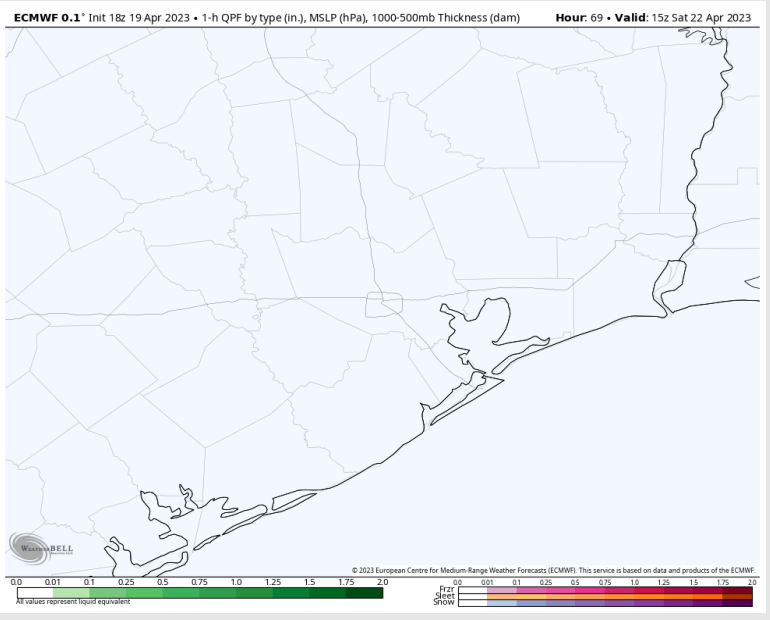 ECMWF 0.1° Init 18z 19 Apr 2023 • 1-h QPF by type (in.), MSLP (hPa), 1000-500mb Thickness (dam) Hour: 69 • Valid: 15z Sat 22 Apr 2023
WEATHERBELL
© 2023 European Centre for Medium-Range Weather Forecasts (ECMWF). This service is based on data and products of the ECMWF.
0.0 0.01 0.1 0.25 0.5 0.75 1.0 1.25 1.5 1.75 2.0
All values represent liquid equivalent
0.0 0.01 0.1 0.25 0.5 0.75 1.0 1.25 1.5 1.75 2.0
Frzr
Sleet
Snow